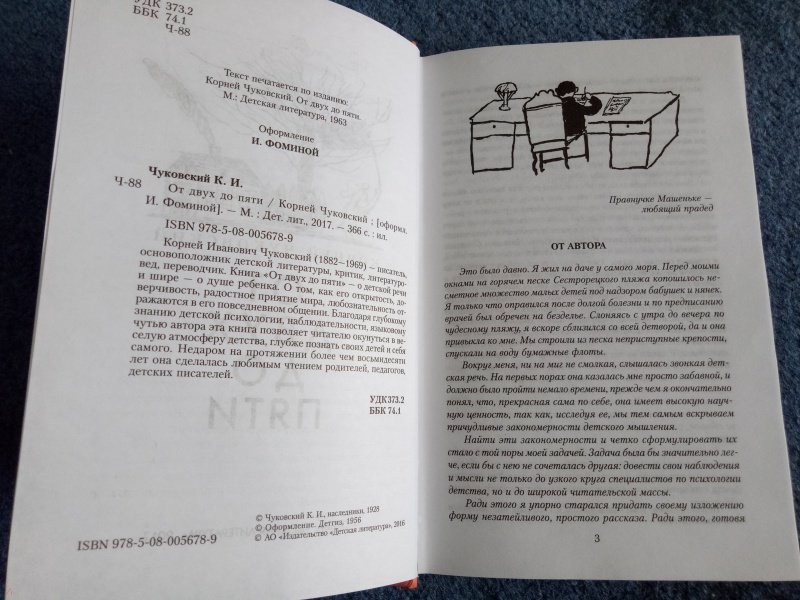 УДК 373.2
ББК 74.1
Ч-88
Текст печатается по изданию:
Корней Чуковский. От двух до пяти.
М.: Детская литература, 1963
Оформление
И. ФОМИНОЙ
Чуковский К. И.
Ч-88 От двух до пяти / Корней Чуковский ; [оформл.
И. Фоминой]. — М. : Дет. лит., 2017. — 366 с. : ил.
ISBN 978-5-08-005678-9
Корней Иванович Чуковский (1882–1969) — писатель,
основоположник детской литературы, критик, литературо-
вед, переводчик. Книга «От двух до пяти» — о детской речи
и шире — о душе ребенка. О том, как его открытость, до-
верчивость, радостное приятие мира, любознательность от-
ражаются в его повседневном общении. Благодаря глубокому
знанию детской психологии, наблюдательности, языковому
чутью автора эта книга позволяет читателю окунуться в ве-
селую атмосферу детства, глубже познать своих детей и себя
самого. Недаром на протяжении более чем восьмидесяти
лет она сделалась любимым чтением родителей, педагогов,
детских писателей.
УДК 373.2
ББК 74.1
© Чуковский К. И., наследники, 1928
© Оформление. Детгиз, 1956
© АО «Издательство «Детская литература», 2016
ISBN 978-5-08-005678-9
Правнучке Машеньке —
любящий прадед
ОТ АВТОРА
Это было давно. Я жил на даче у самого моря. Перед моими
окнами на горячем песке Сестрорецкого пляжа копошилось не-
сметное множество малых детей под надзором бабушек и нянек.
Я только что оправился после долгой болезни и по предписанию
врачей был обречен на безделье. Слоняясь с утра до вечера по
чудесному пляжу, я вскоре сблизился со всей детворой, да и она
привыкла ко мне. Мы строили из песка неприступные крепости,
спускали на воду бумажные флоты.
Вокруг меня, ни на миг не смолкая, слышалась звонкая дет-
ская речь. На первых порах она казалась мне просто забавной, и
должно было пройти немало времени, прежде чем я окончательно
понял, что, прекрасная сама по себе, она имеет высокую науч-
ную ценность, так как, исследуя ее, мы тем самым вскрываем
причудливые закономерности детского мышления.
Найти эти закономерности и четко сформулировать их
стало с той поры моей задачей. Задача была бы значительно лег-
че, если бы с нею не сочеталась другая: довести свои наблюдения
и мысли не только до узкого круга специалистов по психологии
детства, но и до широкой читательской массы.
Ради этого я упорно старался придать своему изложению
форму незатейливого, простого рассказа. Ради этого, готовя
3